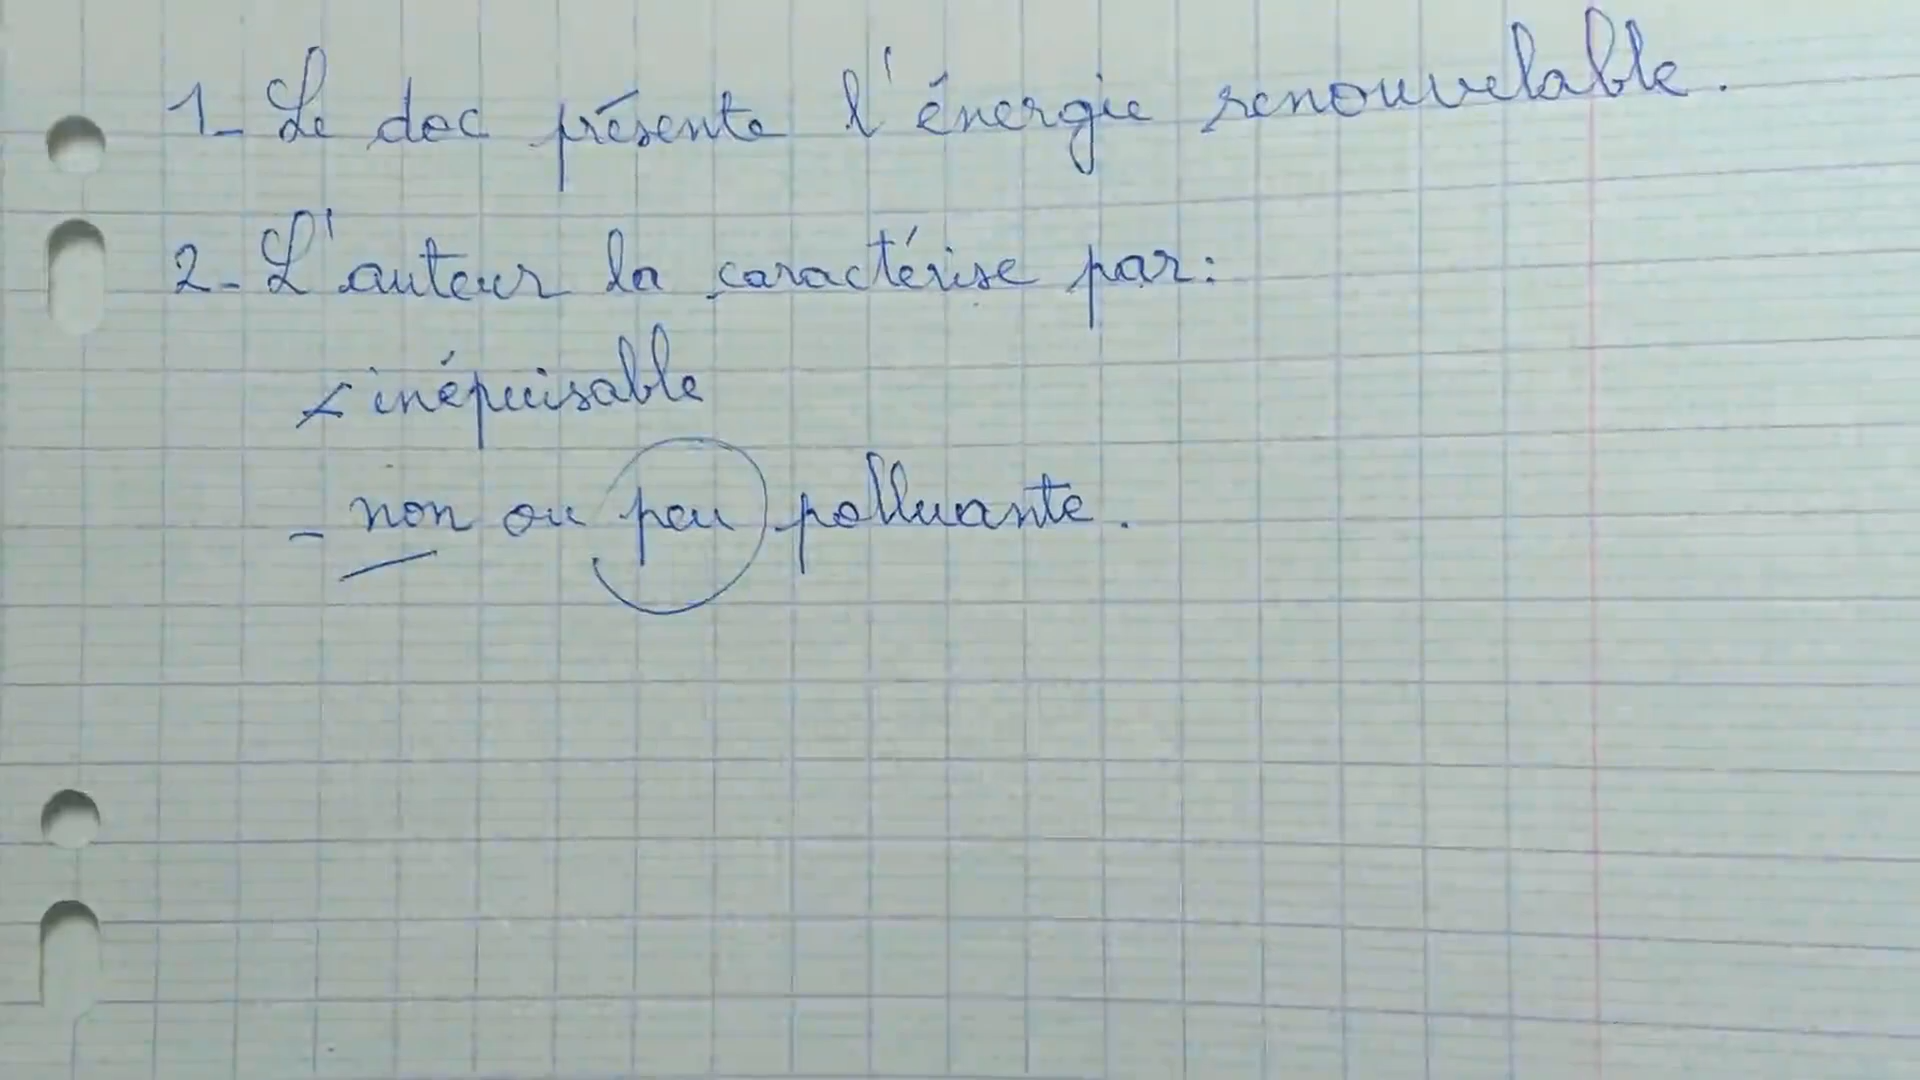 1- Le doc présente l'énergie renouvelable.
2- L'auteur la caractérise par:
- inépuisable
- non ou peu polluante.